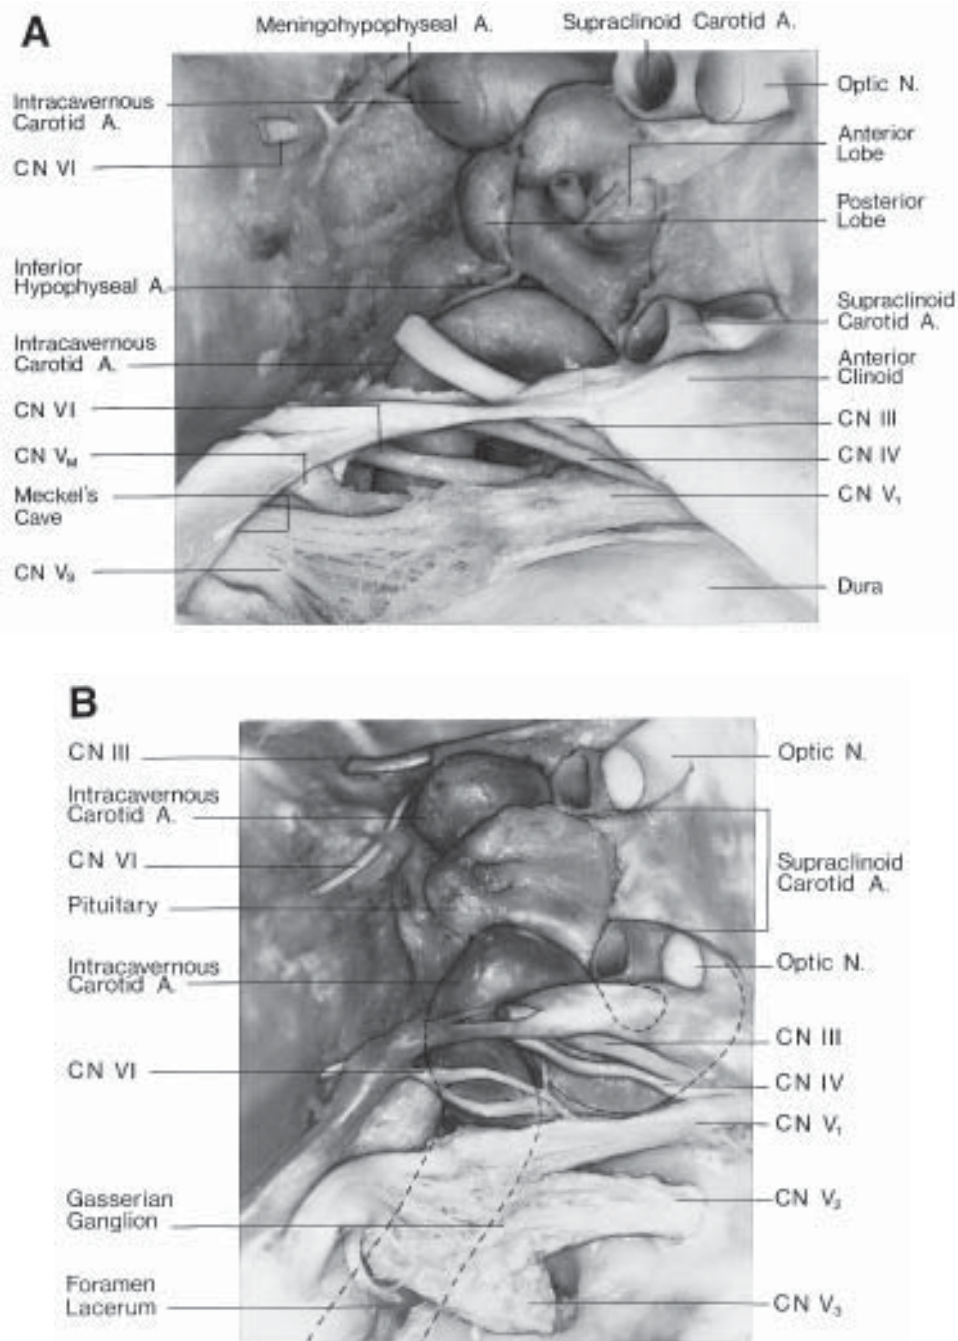 A
Meningohypophyseal A.
Supraclinoid Carotid A.
Intracavernous
Carotid A.
CN VI
Inferior
Hypophyseal A.
Intracavernous
Carotid A.
CN VI
CN V
Meckel's
Cave
CN V
Optic N.
Anterior
Lobe
Posterior
Lobe
Supraclinoid
Carotid A.
Anterior
Clinoid
CN III
CN IV
CN V₁
Dura
B
CN III
Intracavernous
Carotid A.
CN VI
Pituitary
Intracavernous
Carotid A.
CN VI
Gasserian
Ganglion
Foramen
Lacerum
Optic N.
Supraclinoid
Carotid A.
Optic N.
CN III
CN IV
CN V₁
CN V₂
CN V₃